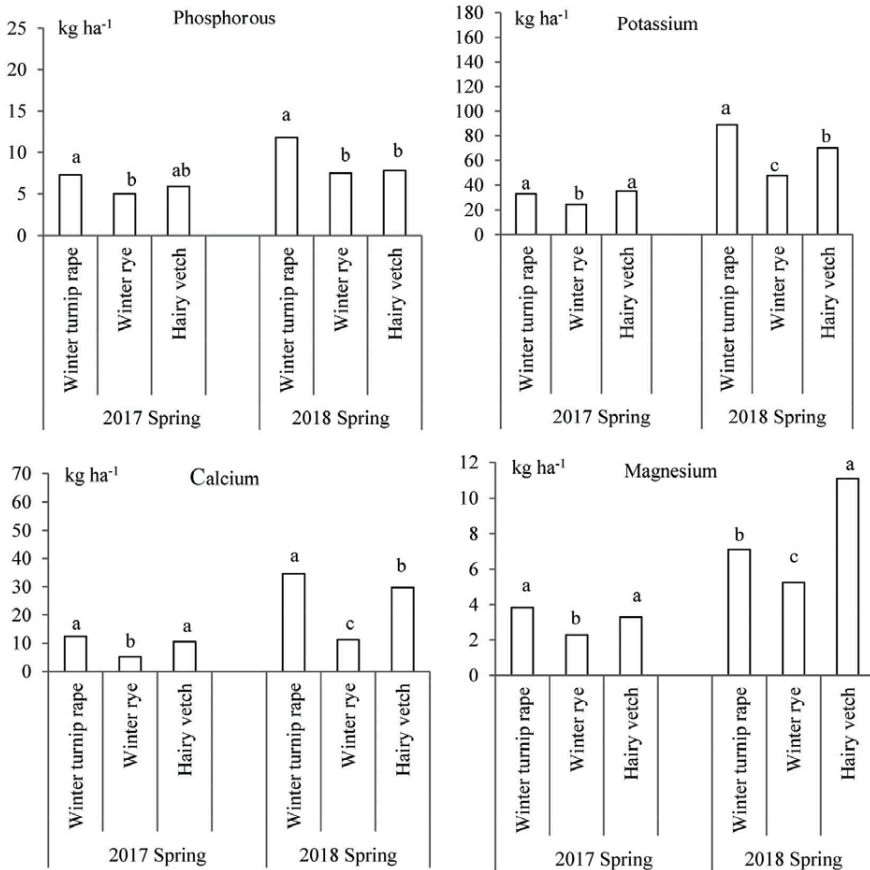 kg ha⁻¹
Phosphorous
25
20
15
10
5
0
a
b
ab
a
b
b
Winter turnip rape
Winter rye
Hairy vetch
Winter turnip rape
Winter rye
Hairy vetch
2017 Spring
2018 Spring
kg ha⁻¹
Potassium
180
160
140
120
100
80
60
40
20
0
a
b
a
a
c
b
Winter turnip rape
Winter rye
Hairy vetch
Winter turnip rape
Winter rye
Hairy vetch
2017 Spring
2018 Spring
kg ha⁻¹
Calcium
70
60
50
40
30
20
10
0
a
b
a
a
c
b
Winter turnip rape
Winter rye
Hairy vetch
Winter turnip rape
Winter rye
Hairy vetch
2017 Spring
2018 Spring
kg ha⁻¹
Magnesium
12
10
8
6
4
2
0
a
b
a
b
c
a
Winter turnip rape
Winter rye
Hairy vetch
Winter turnip rape
Winter rye
Hairy vetch
2017 Spring
2018 Spring